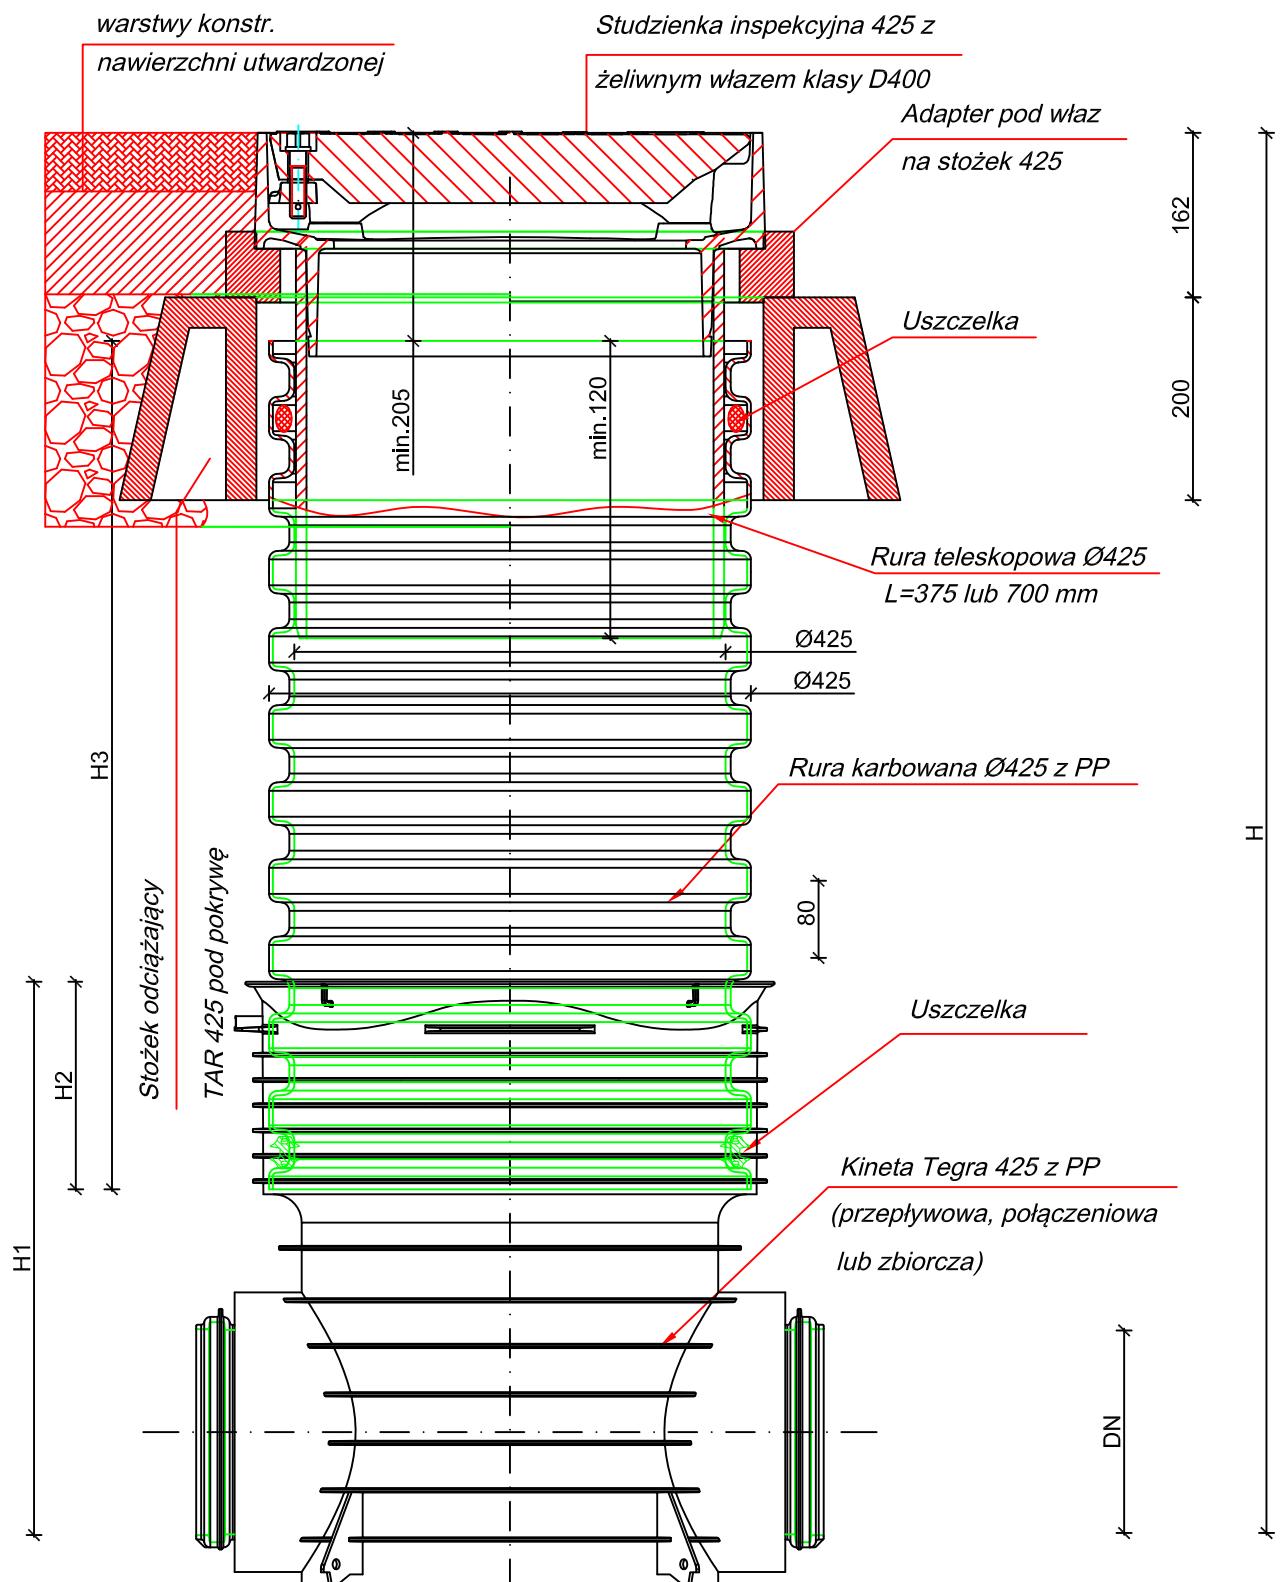 warstwy konstr.
nawierzchni utwardzonej
Studzienka inspekcyjna 425 z
żeliwnym włazem klasy D400
Adapter pod właz
na stożek 425
162
Uszczelka
200
min.205
min.120
Rura teleskopowa Ø425
L=375 lub 700 mm
Ø425
Ø425
H3
Rura karbowana Ø425 z PP
H
80
Stożek odciążający
TAR 425 pod pokrywę
Uszczelka
H2
Kineta Tegra 425 z PP
(przepływowa, połączeniowa
lub zbiorcza)
H1
DN